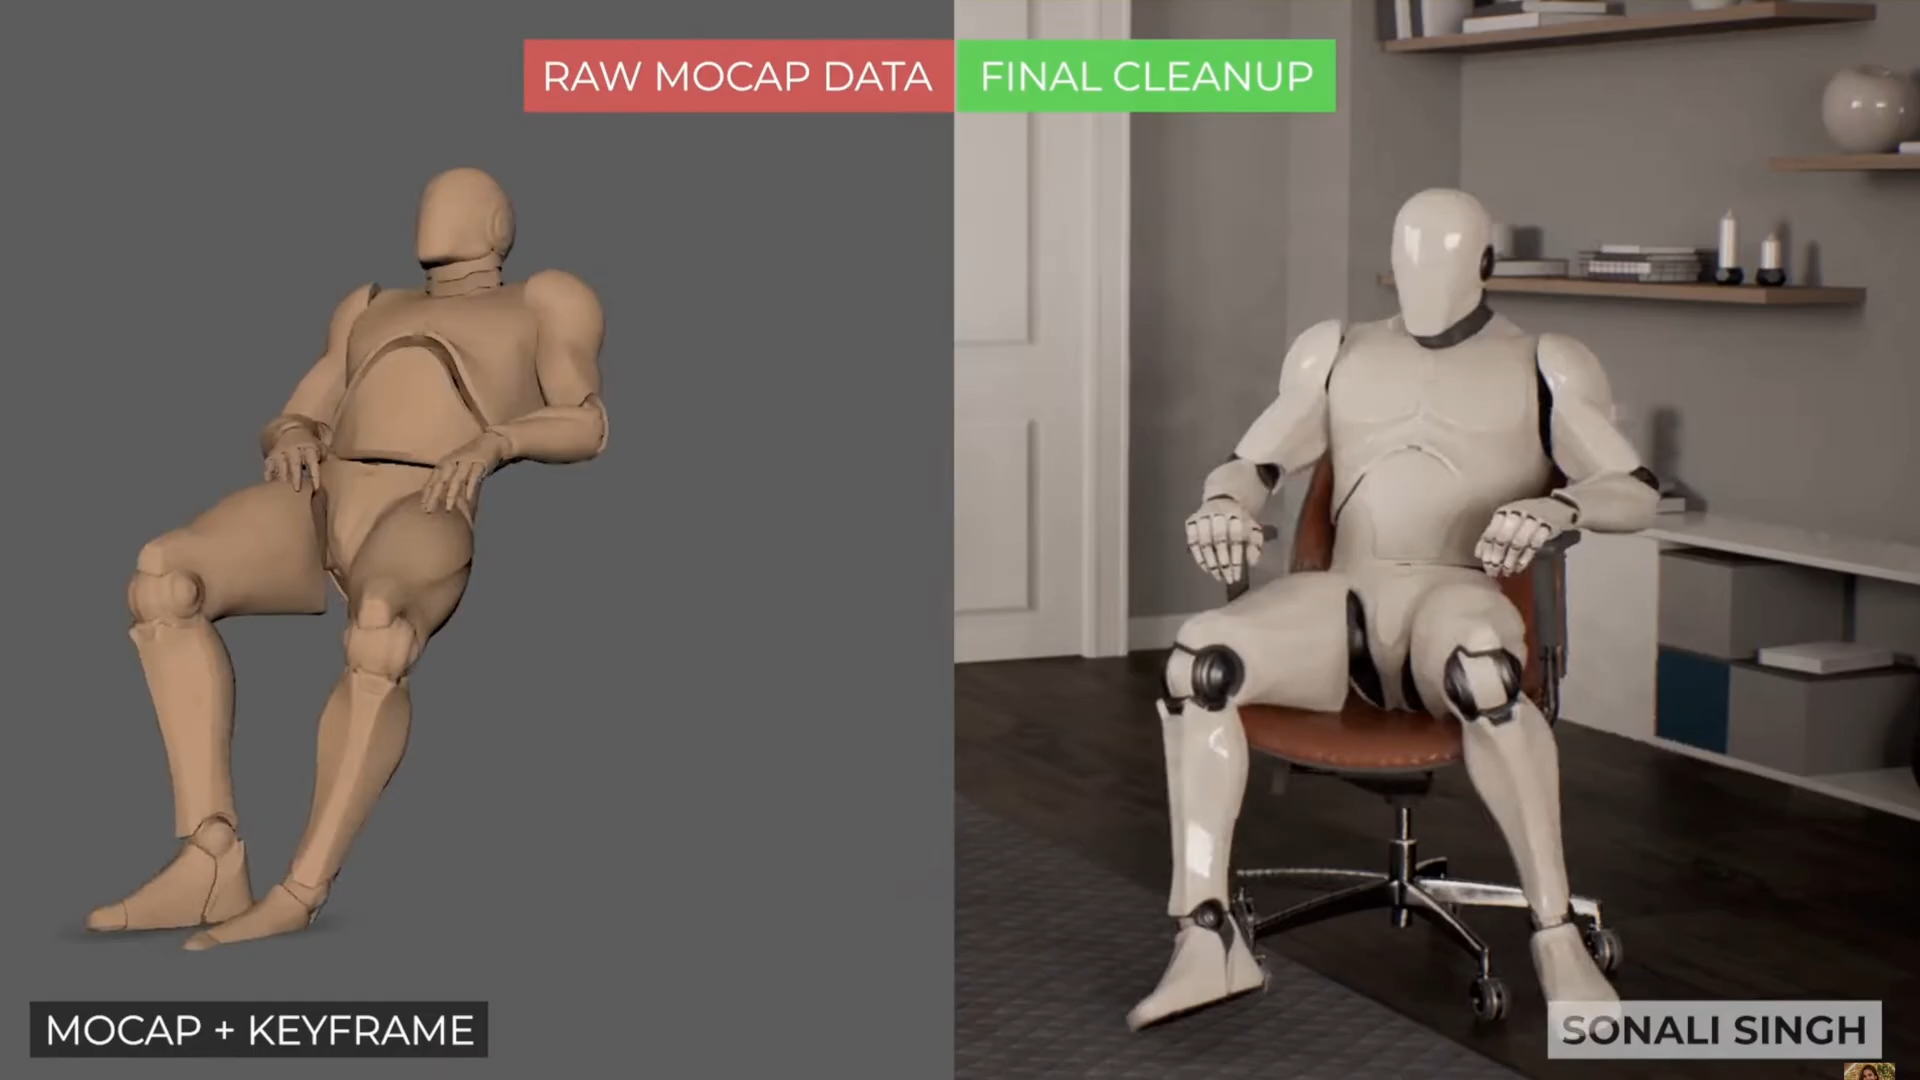 RAW MOCAP DATA
FINAL CLEANUP
MOCAP + KEYFRAME
SONALI SINGH